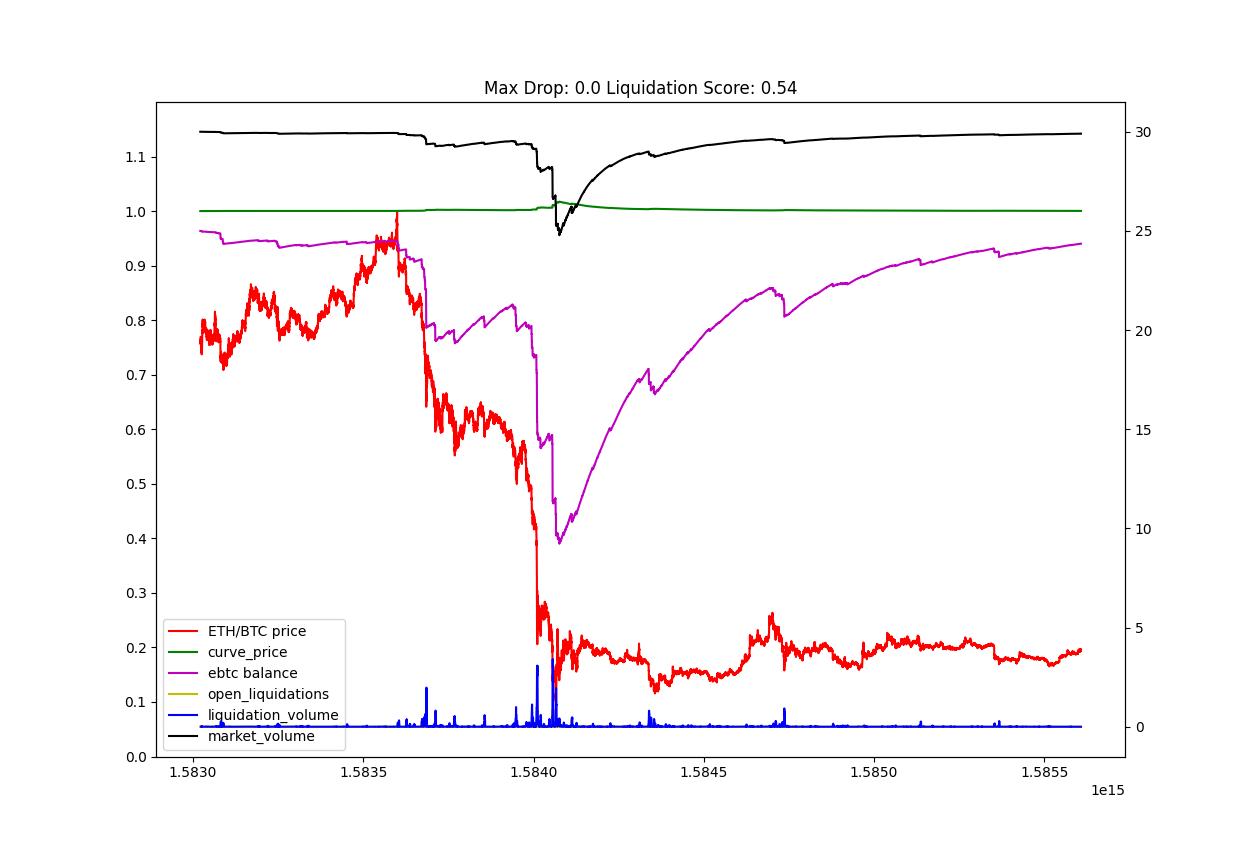 Max Drop: 0.0 Liquidation Score: 0.54
1.1
1.0
0.9
0.8
0.7
0.6
0.5
0.4
0.3
0.2
0.1
0.0
30
25
20
15
10
5
0
ETH/BTC price
curve_price
ebtc balance
open_liquidations
liquidation_volume
market_volume
1.5830 1.5835 1.5840 1.5845 1.5850 1.5855
1e15